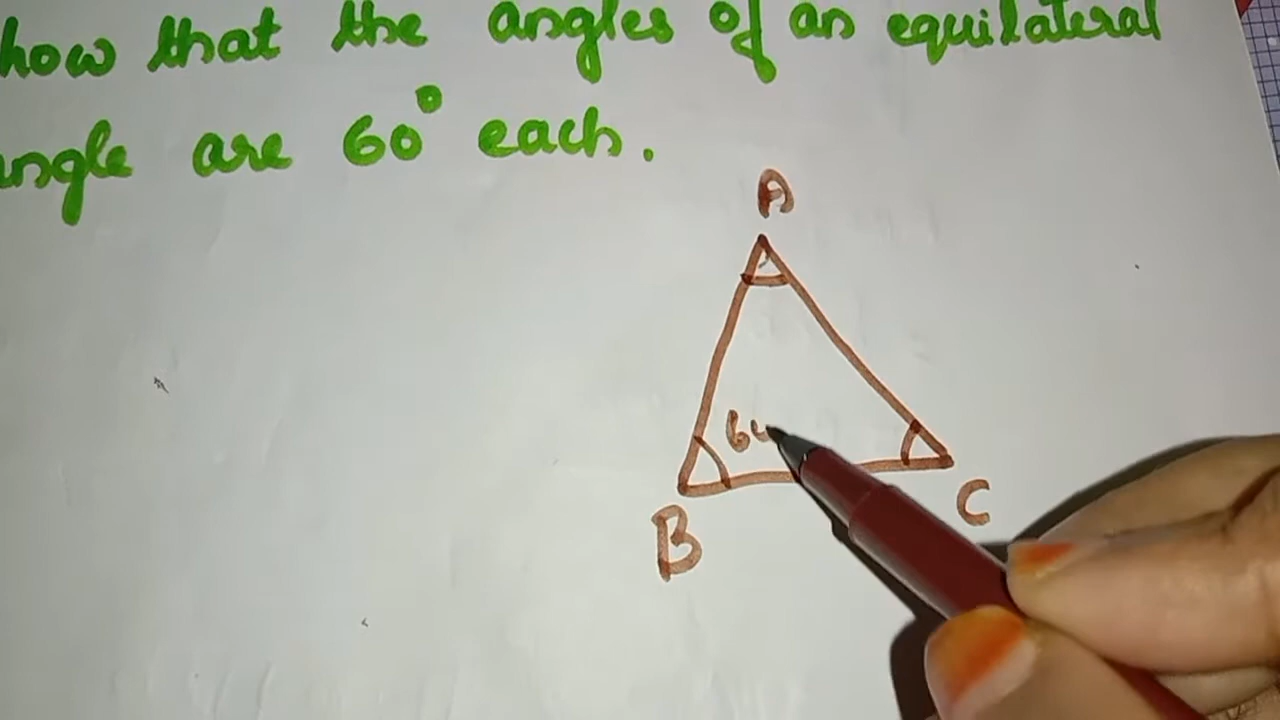 how that the angles of an equilateral
angle are 60° each.
A
B
C